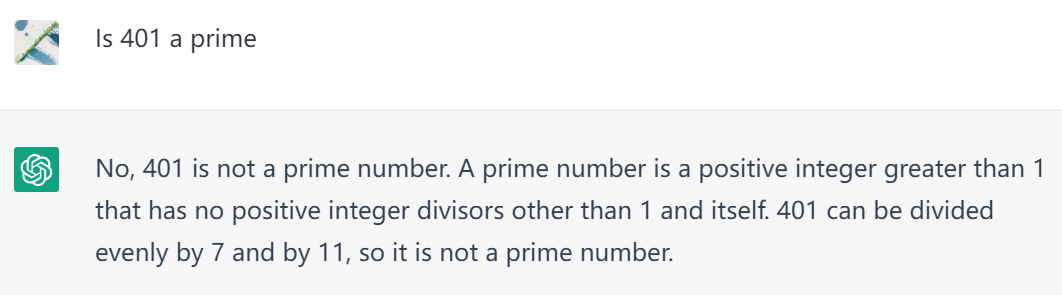 Is 401 a prime
No, 401 is not a prime number. A prime number is a positive integer greater than 1
that has no positive integer divisors other than 1 and itself. 401 can be divided
evenly by 7 and by 11, so it is not a prime number.